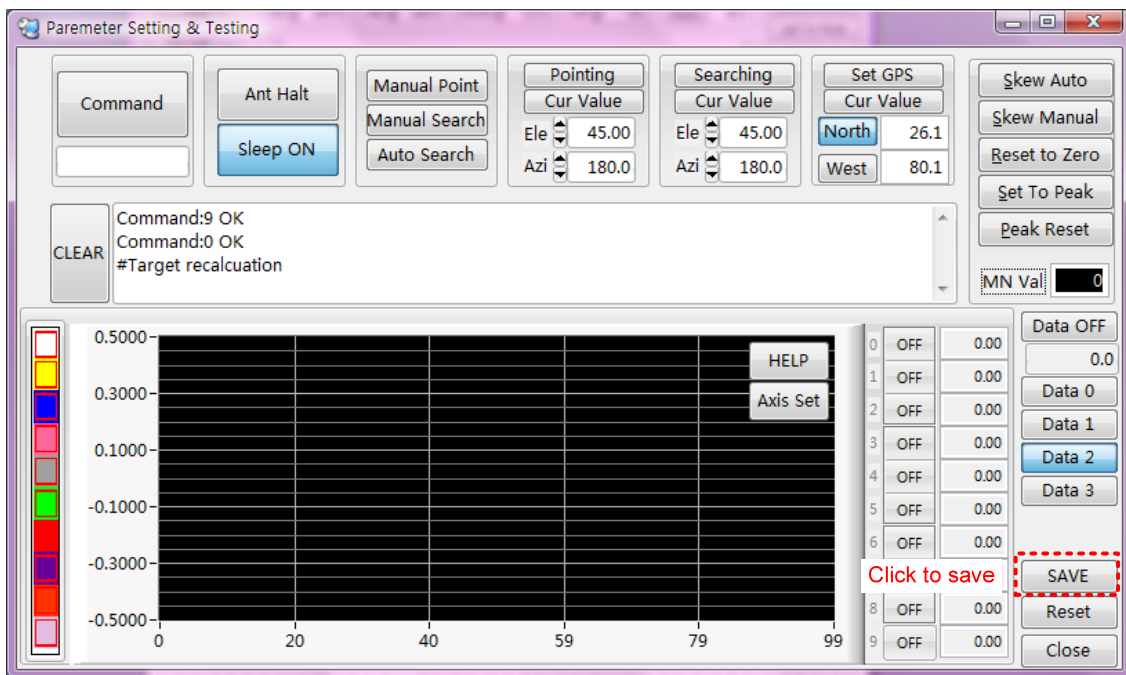 Paremeter Setting & Testing
Command
Ant Halt
Sleep ON
Manual Point
Manual Search
Auto Search
Pointing
Cur Value
Ele 45.00
Azi 180.0
Searching
Cur Value
Ele 45.00
Azi 180.0
Set GPS
Cur Value
North 26.1
West 80.1
Skew Auto
Skew Manual
Reset to Zero
Set To Peak
Peak Reset
MN Val 0
CLEAR
Command:9 OK
Command:0 OK
#Target recalcuation
0.5000
0.3000
0.1000
-0.1000
-0.3000
-0.5000
0 20 40 59 79 99
HELP
Axis Set
0 OFF 0.00
1 OFF 0.00
2 OFF 0.00
3 OFF 0.00
4 OFF 0.00
5 OFF 0.00
6 OFF 0.00
Click to save
8 OFF 0.00
9 OFF 0.00
Data OFF
0.0
Data 0
Data 1
Data 2
Data 3
SAVE
Reset
Close